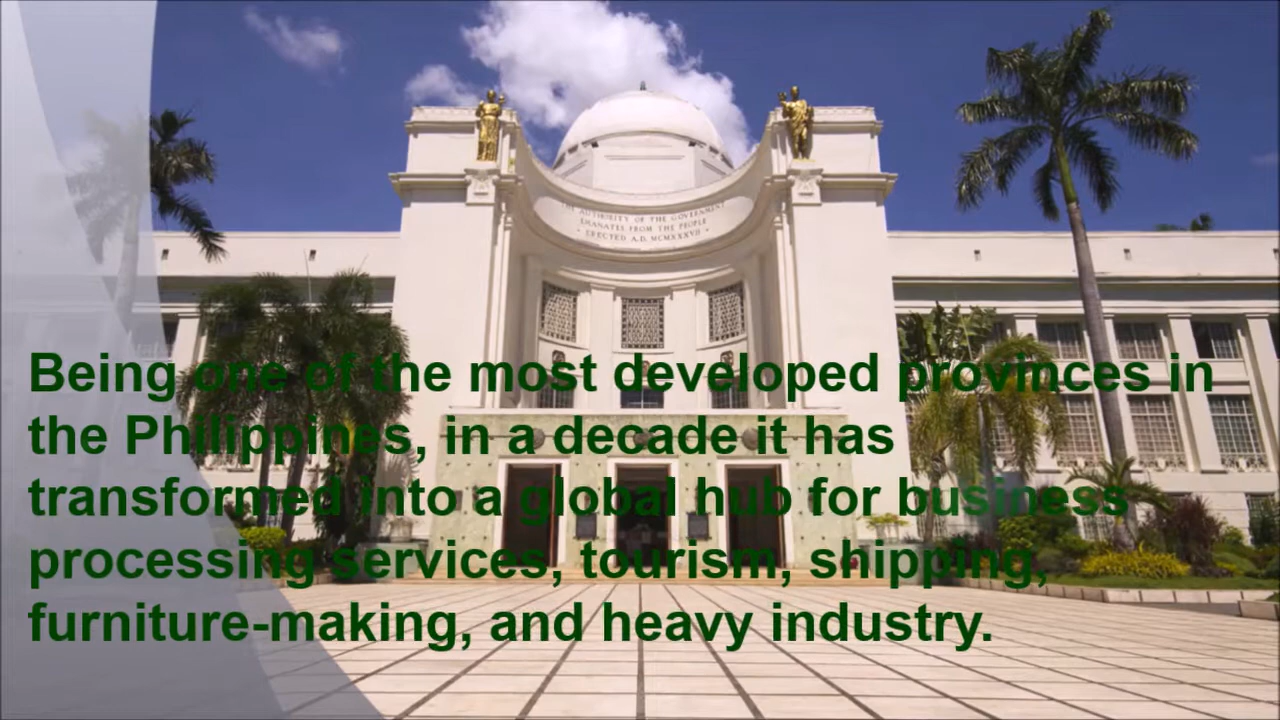 THE AUTHORITY OF THE GOVERNMENT
EMANATES FROM THE PEOPLE
ERECTED A.D. MCMXXXVII
Being one of the most developed provinces in
the Philippines, in a decade it has
transformed into a global hub for business
processing services, tourism, shipping,
furniture-making, and heavy industry.